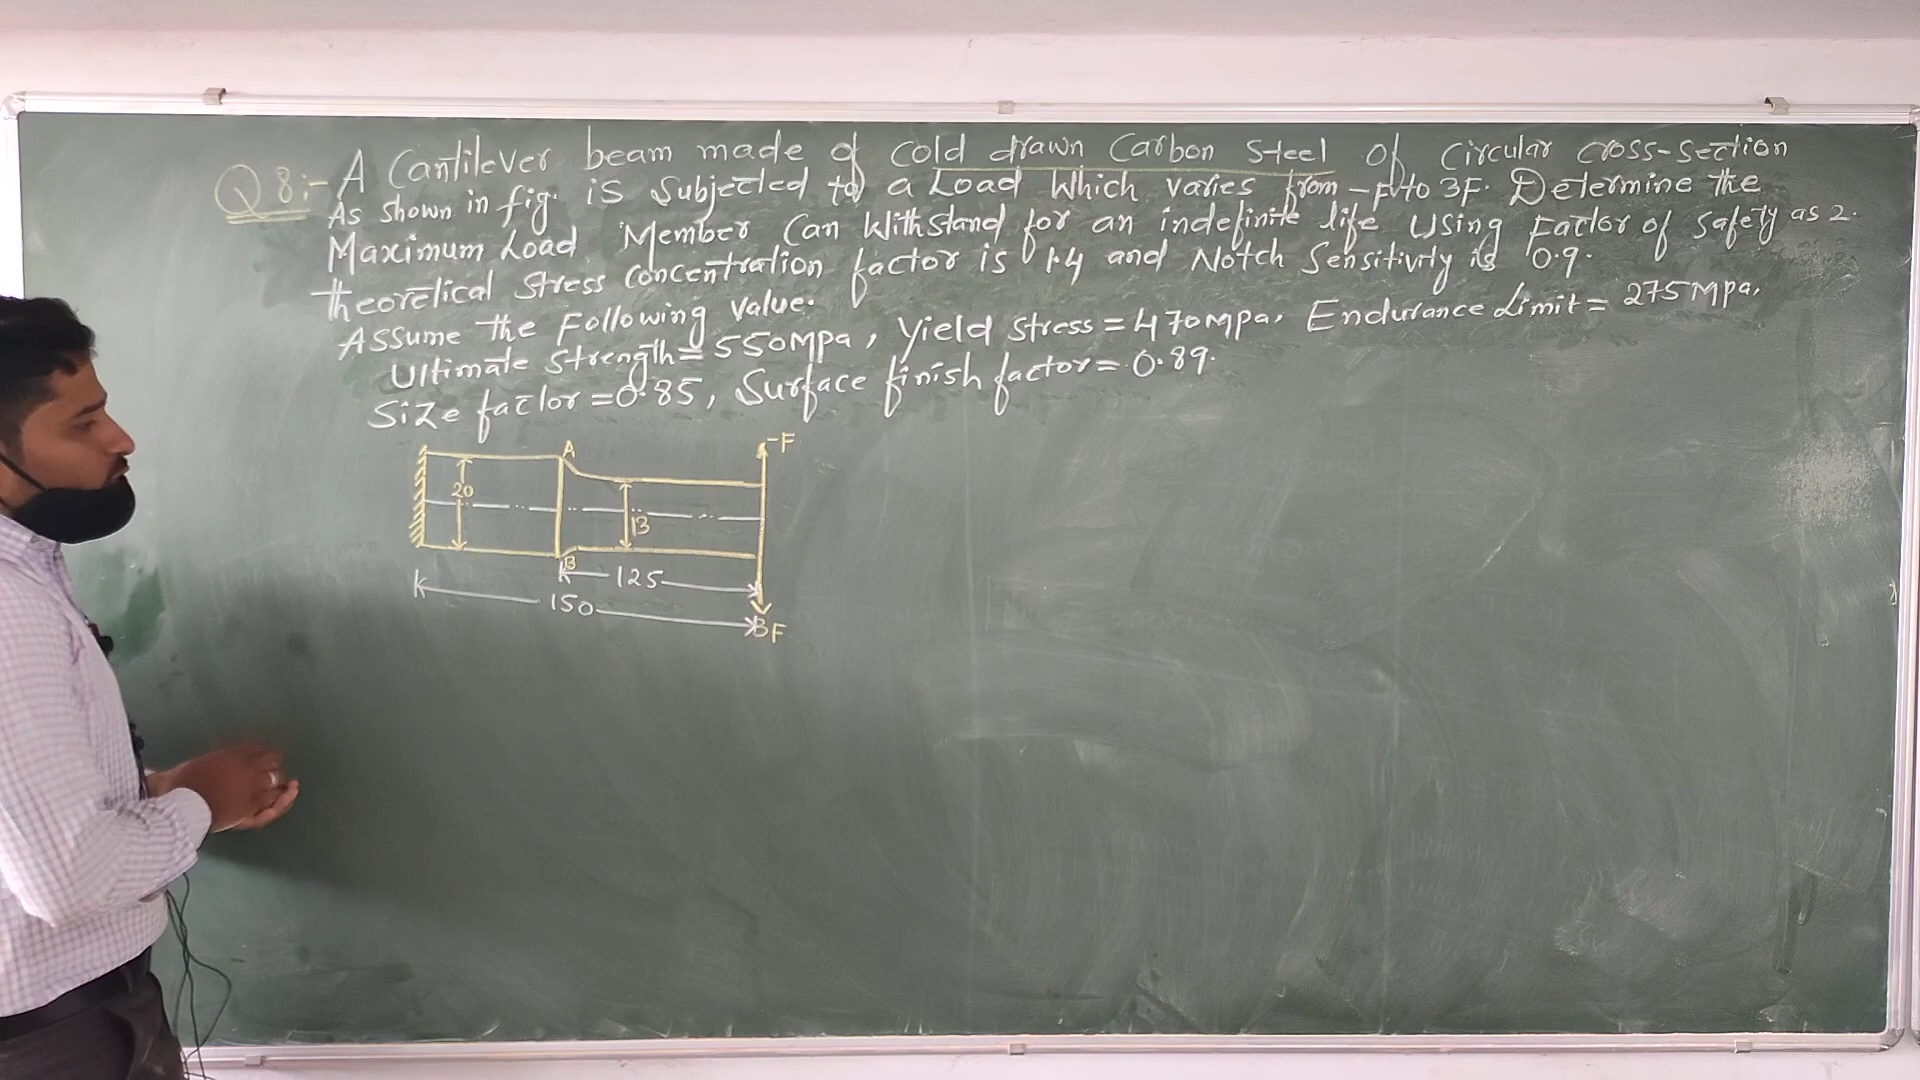 Q 8:- A Cantilever beam made of Cold drawn Carbon Steel of Circular cross-section
As shown in fig. is subjected to a Load Which varies from -F to 3F. Determine the
Maximum Load Member Can Withstand for an indefinite life Using Factor of Safety as 2.
theoretical Stress Concentration factor is 1.4 and Notch Sensitivity is 0.9.
Assume the Following value.
Ultimate Strength = 550MPa, Yield Stress = 470MPa, Endurance Limit = 275MPa,
Size factor = 0.85, Surface finish factor = 0.89.
-F
A
20
13
B
125
150
3F